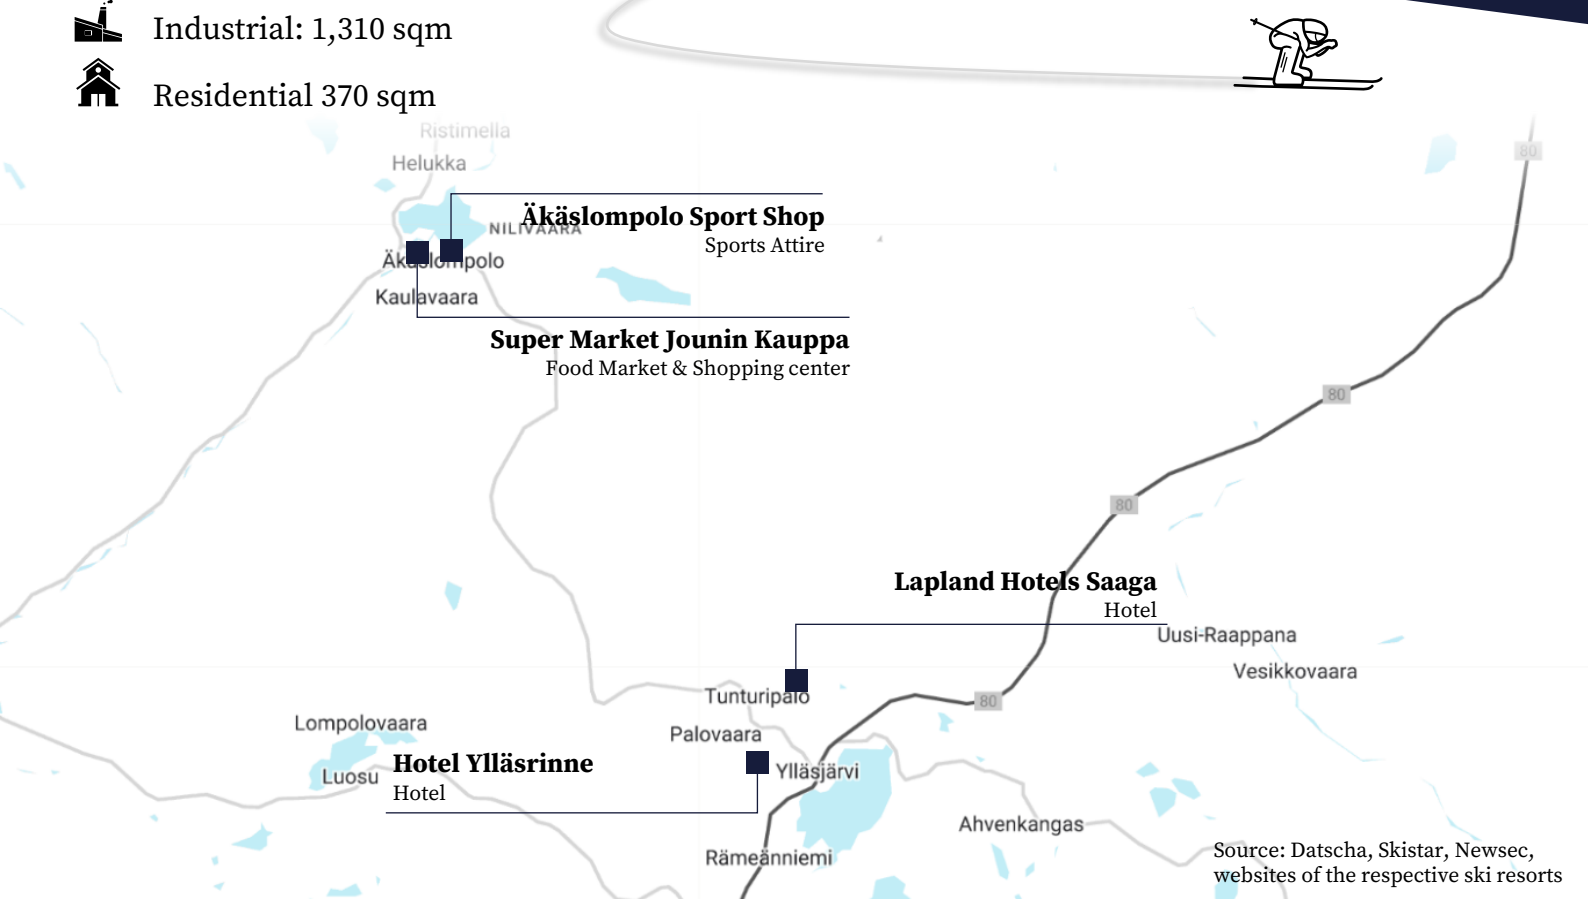 Industrial: 1,310 sqm
Residential 370 sqm
Ristimella
80
Helukka
Äkäslompolo Sport Shop
NILIVAARA
Sports Attire
Äkäslompolo
Kaulavaara
Super Market Jounin Kauppa
Food Market & Shopping center
80
80
Lapland Hotels Saaga
Hotel
Uusi-Raappana
Vesikkovaara
Tunturipalo
80
Lompolovaara
Palovaara
Hotel Ylläsrinne
Luosu
Ylläsjärvi
Hotel
Ahvenkangas
Rämeänniemi
Source: Datscha, Skistar, Newsec,
websites of the respective ski resorts